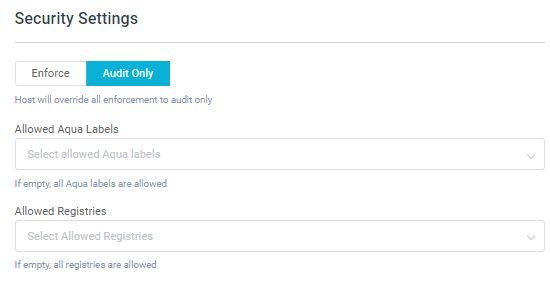 Security Settings
Enforce Audit Only
Host will override all enforcement to audit only
Allowed Aqua Labels
Select allowed Aqua labels
If empty, all Aqua labels are allowed
Allowed Registries
Select Allowed Registries
If empty, all registries are allowed